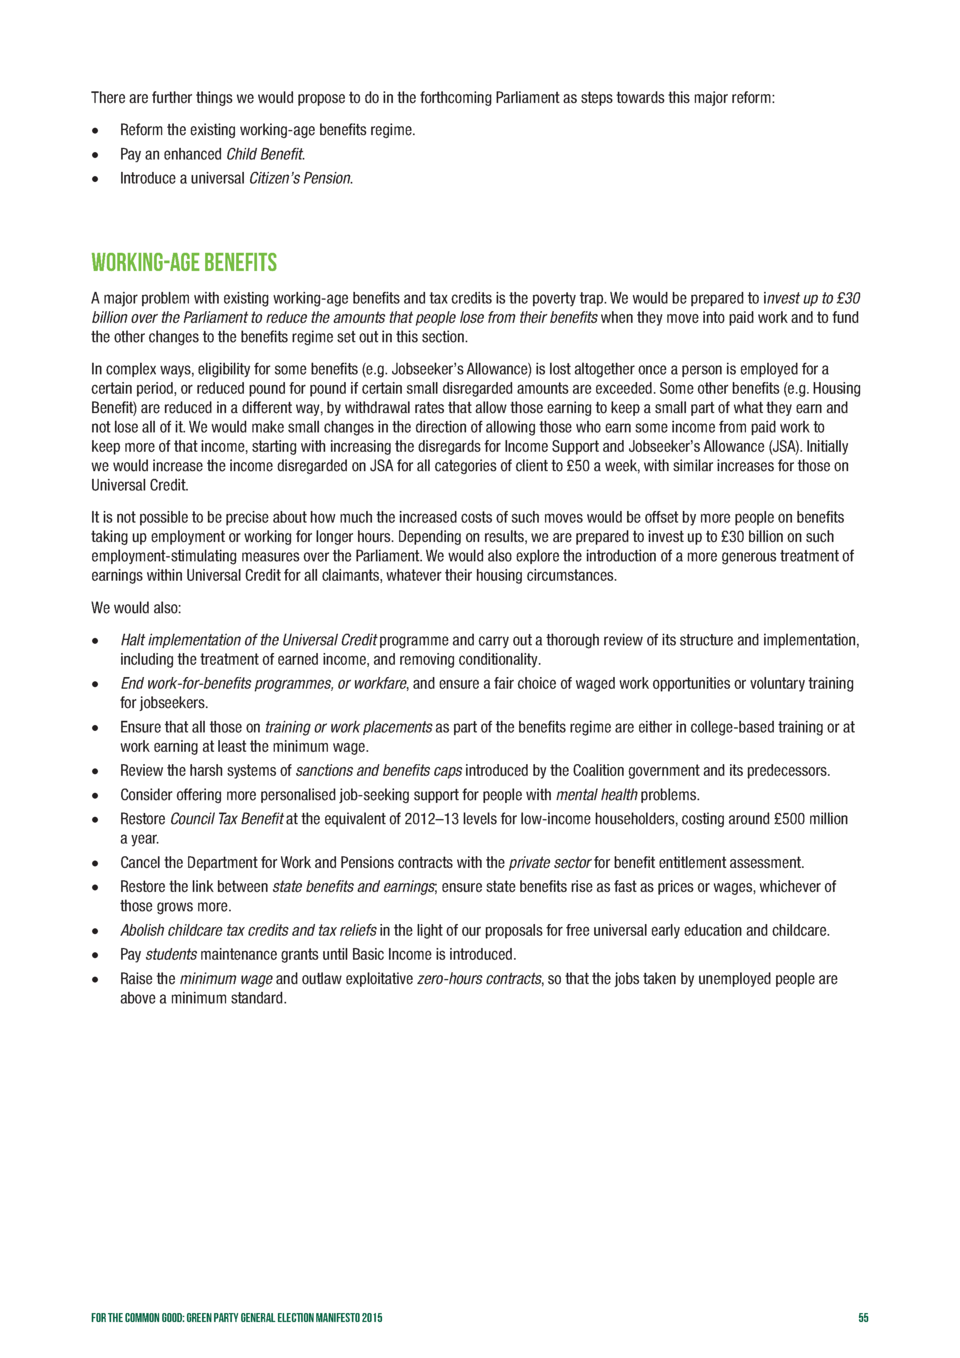 There are further things we would propose to do in the forthcoming Parliament as steps towards this major reform:
• Reform the existing working-age benefits regime.
• Pay an enhanced Child Benefit.
• Introduce a universal Citizen's Pension.
WORKING-AGE BENEFITS
A major problem with existing working-age benefits and tax credits is the poverty trap. We would be prepared to invest up to £30
billion over the Parliament to reduce the amounts that people lose from their benefits when they move into paid work and to fund
the other changes to the benefits regime set out in this section.
In complex ways, eligibility for some benefits (e.g. Jobseeker's Allowance) is lost altogether once a person is employed for a
certain period, or reduced pound for pound if certain small disregarded amounts are exceeded. Some other benefits (e.g. Housing
Benefit) are reduced in a different way, by withdrawal rates that allow those earning to keep a small part of what they earn and
not lose all of it. We would make small changes in the direction of allowing those who earn some income from paid work to
keep more of that income, starting with increasing the disregards for Income Support and Jobseeker's Allowance (JSA). Initially
we would increase the income disregarded on JSA for all categories of client to £50 a week, with similar increases for those on
Universal Credit.
It is not possible to be precise about how much the increased costs of such moves would be offset by more people on benefits
taking up employment or working for longer hours. Depending on results, we are prepared to invest up to £30 billion on such
employment-stimulating measures over the Parliament. We would also explore the introduction of a more generous treatment of
earnings within Universal Credit for all claimants, whatever their housing circumstances.
We would also:
• Halt implementation of the Universal Credit programme and carry out a thorough review of its structure and implementation,
including the treatment of earned income, and removing conditionality.
• End work-for-benefits programmes, or workfare, and ensure a fair choice of waged work opportunities or voluntary training
for jobseekers.
• Ensure that all those on training or work placements as part of the benefits regime are either in college-based training or at
work earning at least the minimum wage.
• Review the harsh systems of sanctions and benefits caps introduced by the Coalition government and its predecessors.
• Consider offering more personalised job-seeking support for people with mental health problems.
• Restore Council Tax Benefit at the equivalent of 2012–13 levels for low-income householders, costing around £500 million
a year.
• Cancel the Department for Work and Pensions contracts with the private sector for benefit entitlement assessment.
• Restore the link between state benefits and earnings; ensure state benefits rise as fast as prices or wages, whichever of
those grows more.
• Abolish childcare tax credits and tax reliefs in the light of our proposals for free universal early education and childcare.
• Pay students maintenance grants until Basic Income is introduced.
• Raise the minimum wage and outlaw exploitative zero-hours contracts, so that the jobs taken by unemployed people are
above a minimum standard.
FOR THE COMMON GOOD: GREEN PARTY GENERAL ELECTION MANIFESTO 2015 55